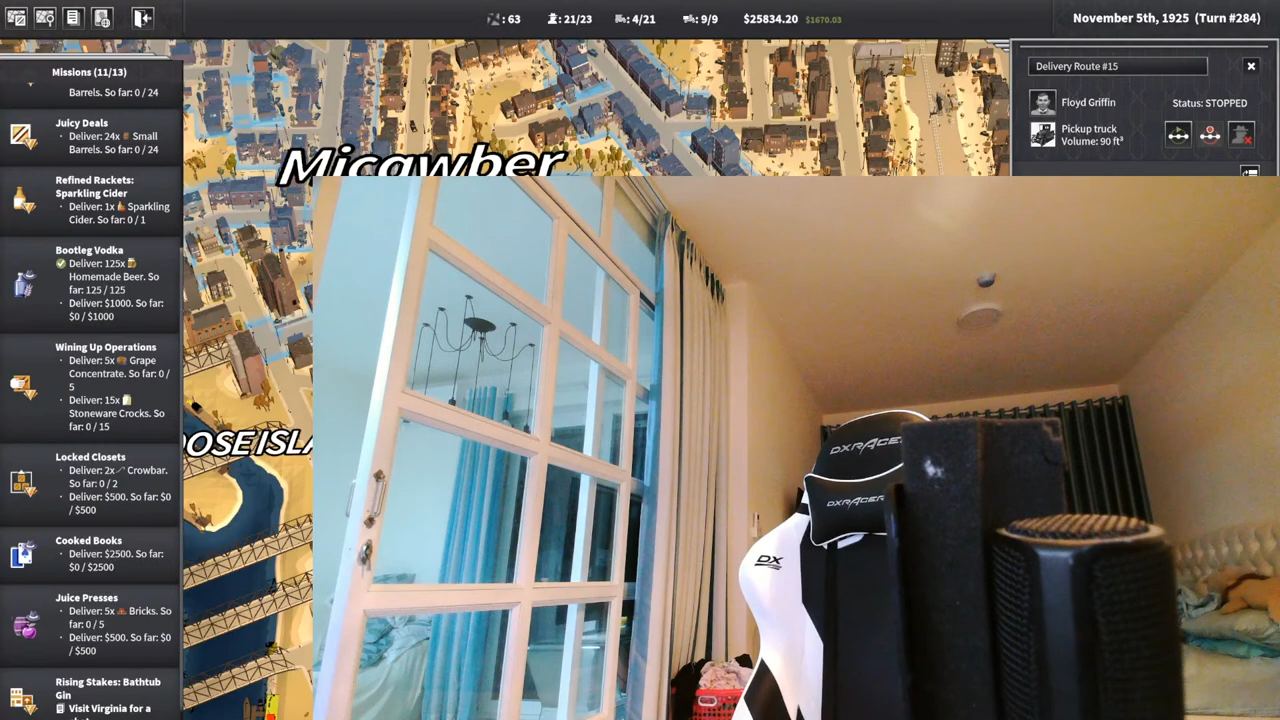 : 63
: 21/23
: 4/21
: 9/9
$25834.20
$1670.03
November 5th, 1925 (Turn #284)
Missions (11/13)
Barrels. So far: 0 / 24
Juicy Deals
· Deliver: 24x Small
Barrels. So far: 0 / 24
Refined Rackets:
Sparkling Cider
· Deliver: 1x Sparkling
Cider. So far: 0 / 1
Bootleg Vodka
Deliver: 125x
Homemade Beer. So
far: 125 / 125
· Deliver: $1000. So far:
$0 / $1000
Wining Up Operations
· Deliver: 5x Grape
Concentrate. So far: 0 /
5
· Deliver: 15x
Stoneware Crocks. So
far: 0 / 15
Locked Closets
· Deliver: 2x Crowbar.
So far: 0 / 2
· Deliver: $500. So far: $0
/ $500
Cooked Books
· Deliver: $2500. So far:
$0 / $2500
Juice Presses
· Deliver: 5x Bricks. So
far: 0 / 5
· Deliver: $500. So far: $0
/ $500
Rising Stakes: Bathtub
Gin
Visit Virginia for a
Micawber
OOSEISLA
Delivery Route #15
Floyd Griffin
Status: STOPPED
Pickup truck
Volume: 90 ft³
DXRACER
DXRACER
DX